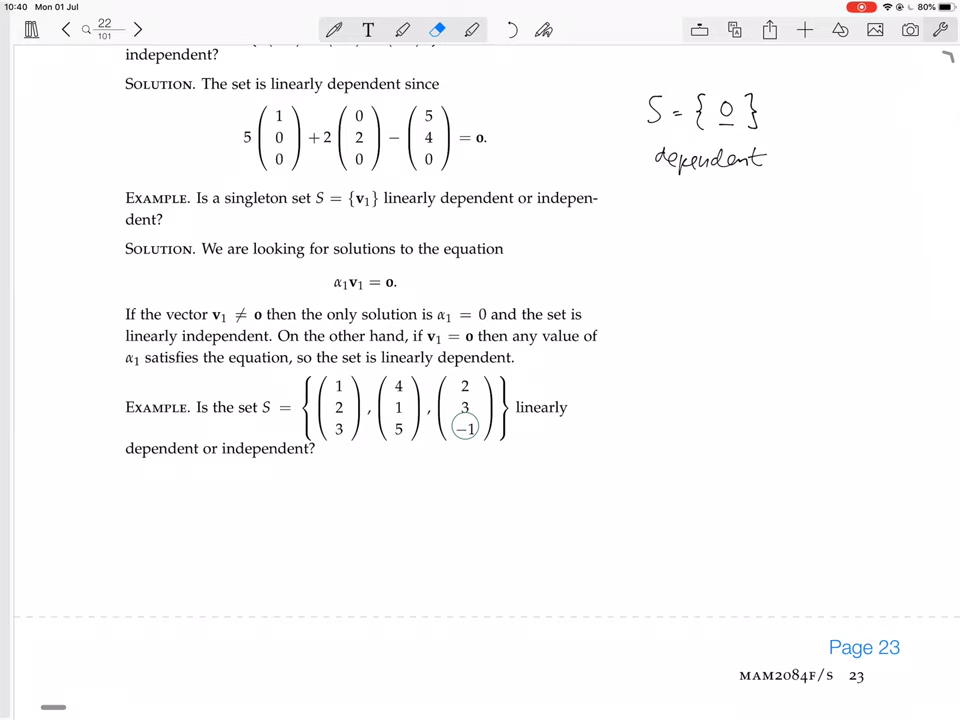 10:40 Mon 01 Jul
80%
22
101
T
independent?
SOLUTION. The set is linearly dependent since
5 ( 1 0 0 ) + 2 ( 0 2 0 ) − ( 5 4 0 ) = o.
S = { 0 }
dependent
EXAMPLE. Is a singleton set S = {v₁} linearly dependent or indepen-
dent?
SOLUTION. We are looking for solutions to the equation
α₁v₁ = o.
If the vector v₁ ≠ o then the only solution is α₁ = 0 and the set is
linearly independent. On the other hand, if v₁ = o then any value of
α₁ satisfies the equation, so the set is linearly dependent.
EXAMPLE. Is the set S = { ( 1 2 3 ) , ( 4 1 5 ) , ( 2 3 −1 ) } linearly
dependent or independent?
Page 23
MAM2084F/S 23